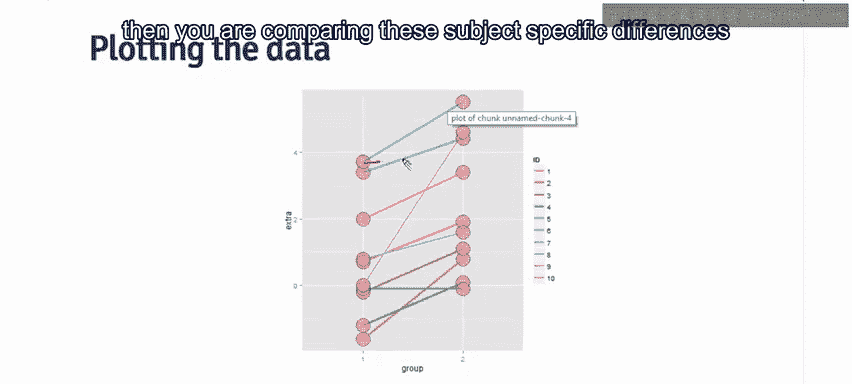 then you are comparing these subject specific differences
Plotting the data
plot of chunk unnamed-chunk-4
4
2
0
extra
1
2
group
ID
1
2
3
4
5
6
7
8
9
10